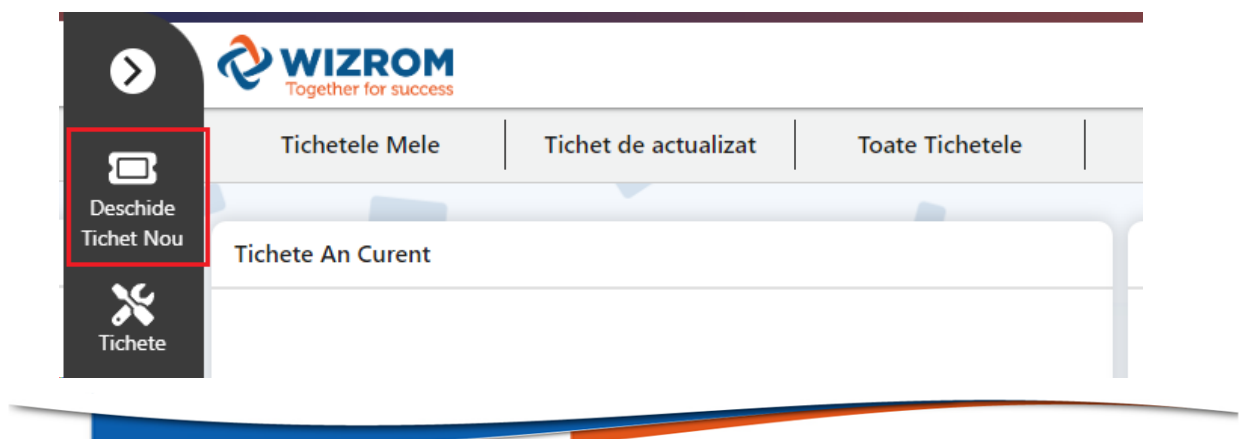 WIZROM
Together for success
Tichetele Mele
Tichet de actualizat
Toate Tichetele
Deschide
Tichet Nou
Tichete An Curent
Tichete